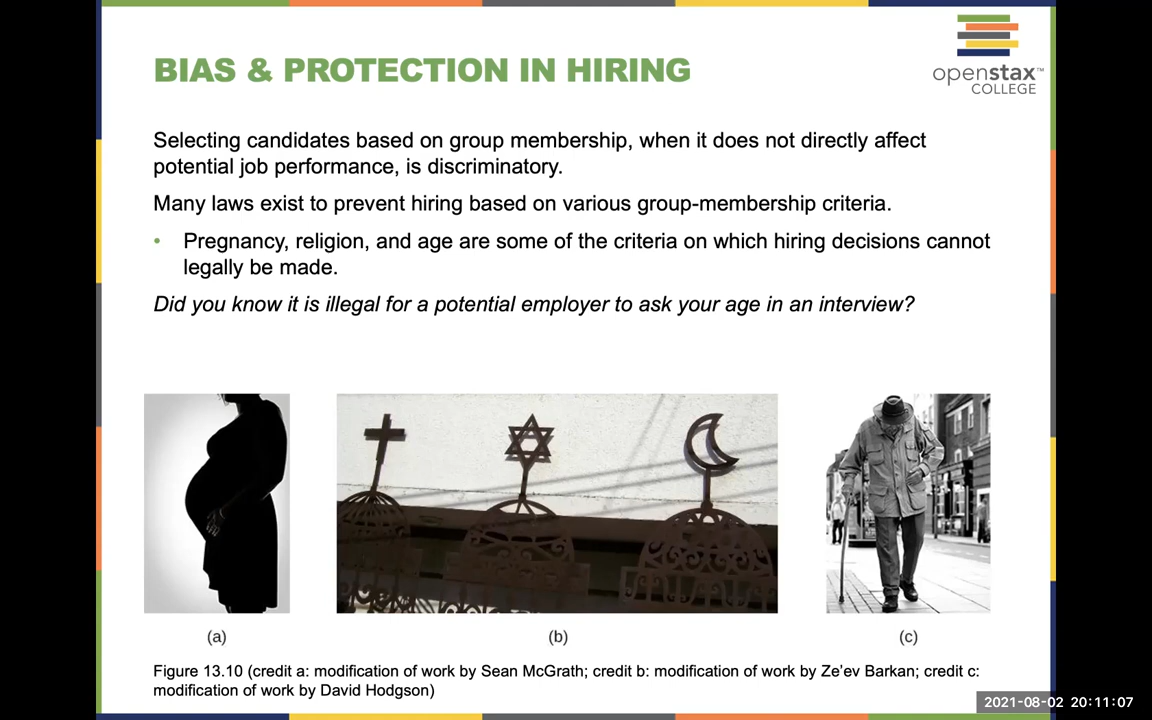 openstax™
COLLEGE
BIAS & PROTECTION IN HIRING
Selecting candidates based on group membership, when it does not directly affect
potential job performance, is discriminatory.
Many laws exist to prevent hiring based on various group-membership criteria.
• Pregnancy, religion, and age are some of the criteria on which hiring decisions cannot
legally be made.
Did you know it is illegal for a potential employer to ask your age in an interview?
(a) (b) (c)
Figure 13.10 (credit a: modification of work by Sean McGrath; credit b: modification of work by Ze’ev Barkan; credit c:
modification of work by David Hodgson)
2021-08-02 20:11:07